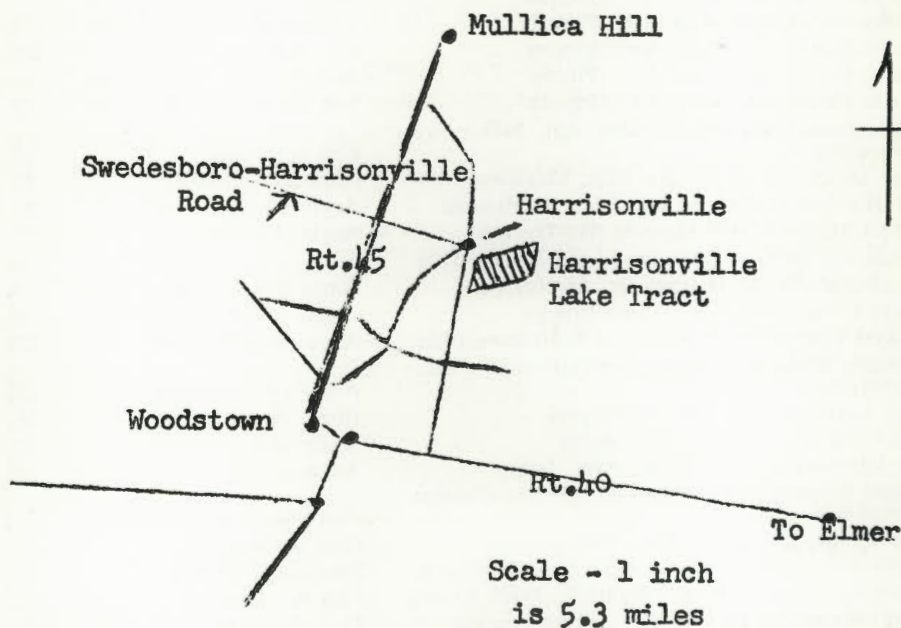 Mullica Hill
Swedesboro-Harrisonville
Road
Harrisonville
Rt.45
Harrisonville
Lake Tract
Woodstown
Rt.40
To Elmer
Scale - 1 inch
is 5.3 miles